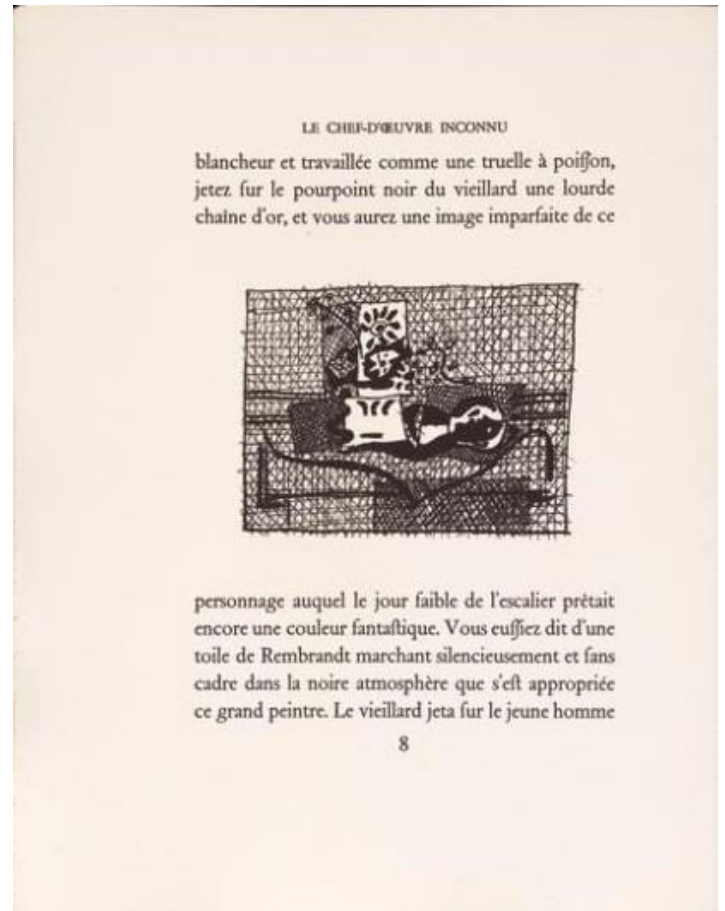 LE CHEF-D'ŒUVRE INCONNU
blancheur et travaillée comme une truelle à poiſſon,
jetez ſur le pourpoint noir du vieillard une lourde
chaîne d'or, et vous aurez une image imparfaite de ce
personnage auquel le jour faible de l'escalier prêtait
encore une couleur fantaſtique. Vous euſſiez dit d'une
toile de Rembrandt marchant silencieusement et ſans
cadre dans la noire atmosphère que s'eſt appropriée
ce grand peintre. Le vieillard jeta ſur le jeune homme
8